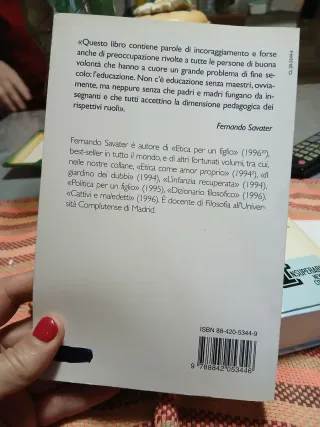 «Questo libro contiene parole di incoraggiamento e forse
anche di preoccupazione rivolte a tutte le persone di buona
volontà che hanno a cuore un grande problema di fine se-
colo: l'educazione. Non c'è educazione senza maestri, ovvia-
mente, ma neppure senza che padri e madri fungano da in-
segnanti e che tutti accettino la dimensione pedagogica dei
rispettivi ruoli».
Fernando Savater
Fernando Savater è autore di «Etica per un figlio» (1996),
best-seller in tutto il mondo, e di altri fortunati volumi, tra cui,
nelle nostre collane, «Etica come amor proprio» (1994), «Il
giardino dei dubbi» (1994), «L'infanzia recuperata» (1994),
«Politica per un figlio» (1995), «Dizionario filosofico» (1996),
«Cattivi e maledetti» (1996). È docente di Filosofia all'Univer-
sità Complutense di Madrid.
ISBN 88-420-5344-9
9 788842 053446
INSUPERABI